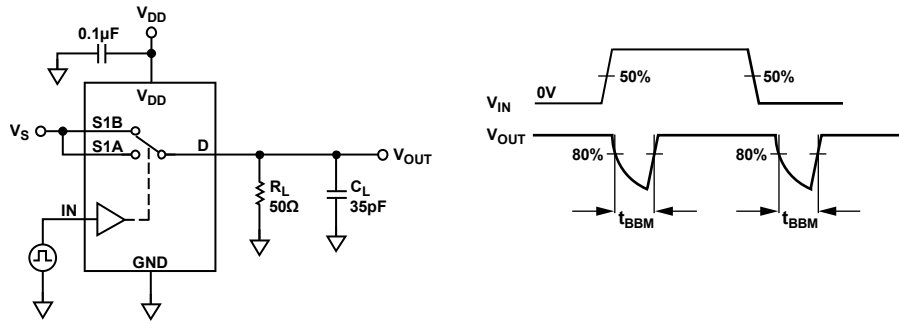 VDD
0.1µF
VDD
VS
S1B
S1A
D
VOUT
RL
50Ω
CL
35pF
IN
GND
VIN
0V
50%
50%
VOUT
80%
80%
tBBM
tBBM